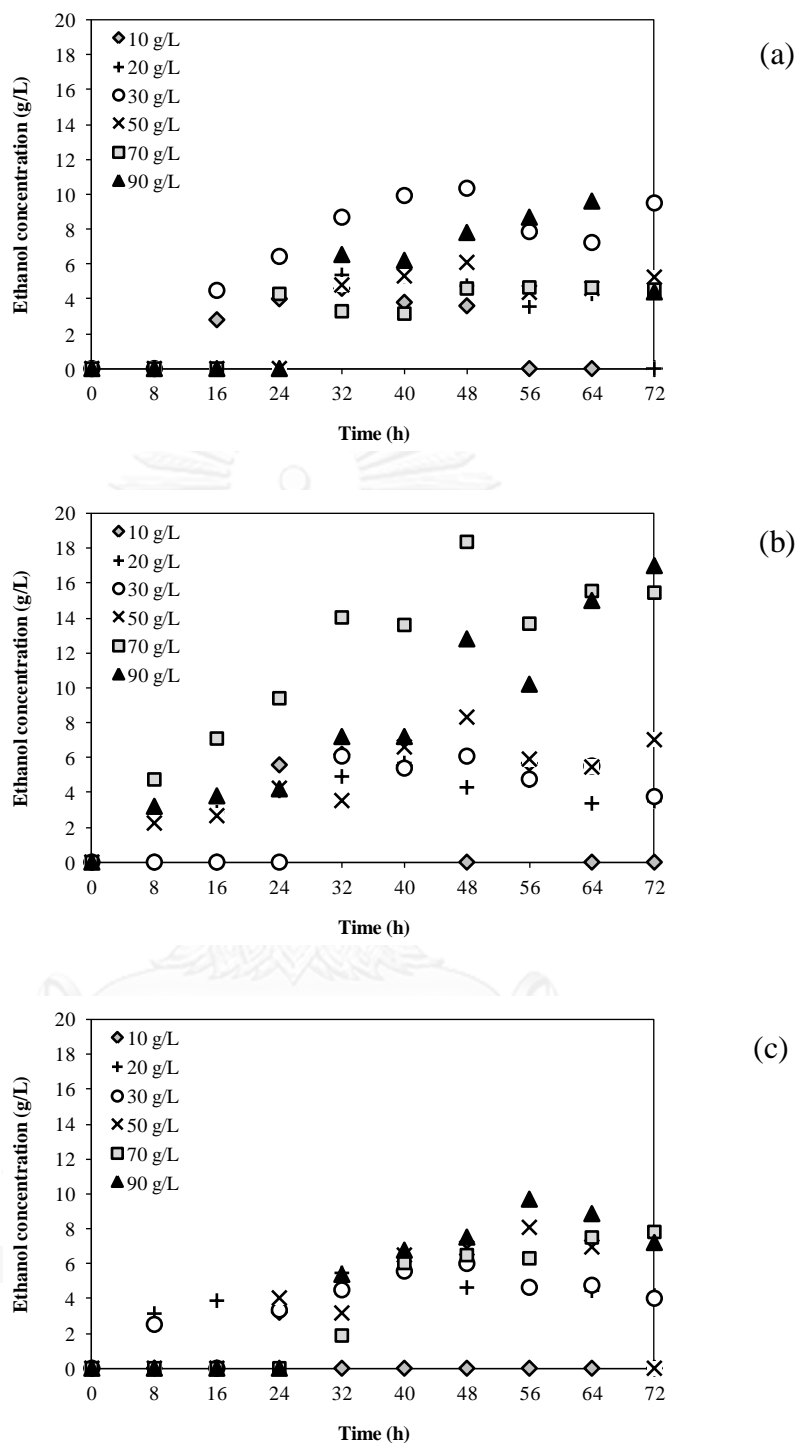 (a)
Ethanol concentration (g/L)
20
18
16
14
12
10
8
6
4
2
0
10 g/L
20 g/L
30 g/L
50 g/L
70 g/L
90 g/L
0 8 16 24 32 40 48 56 64 72
Time (h)
(b)
Ethanol concentration (g/L)
20
18
16
14
12
10
8
6
4
2
0
10 g/L
20 g/L
30 g/L
50 g/L
70 g/L
90 g/L
0 8 16 24 32 40 48 56 64 72
Time (h)
(c)
Ethanol concentration (g/L)
20
18
16
14
12
10
8
6
4
2
0
10 g/L
20 g/L
30 g/L
50 g/L
70 g/L
90 g/L
0 8 16 24 32 40 48 56 64 72
Time (h)